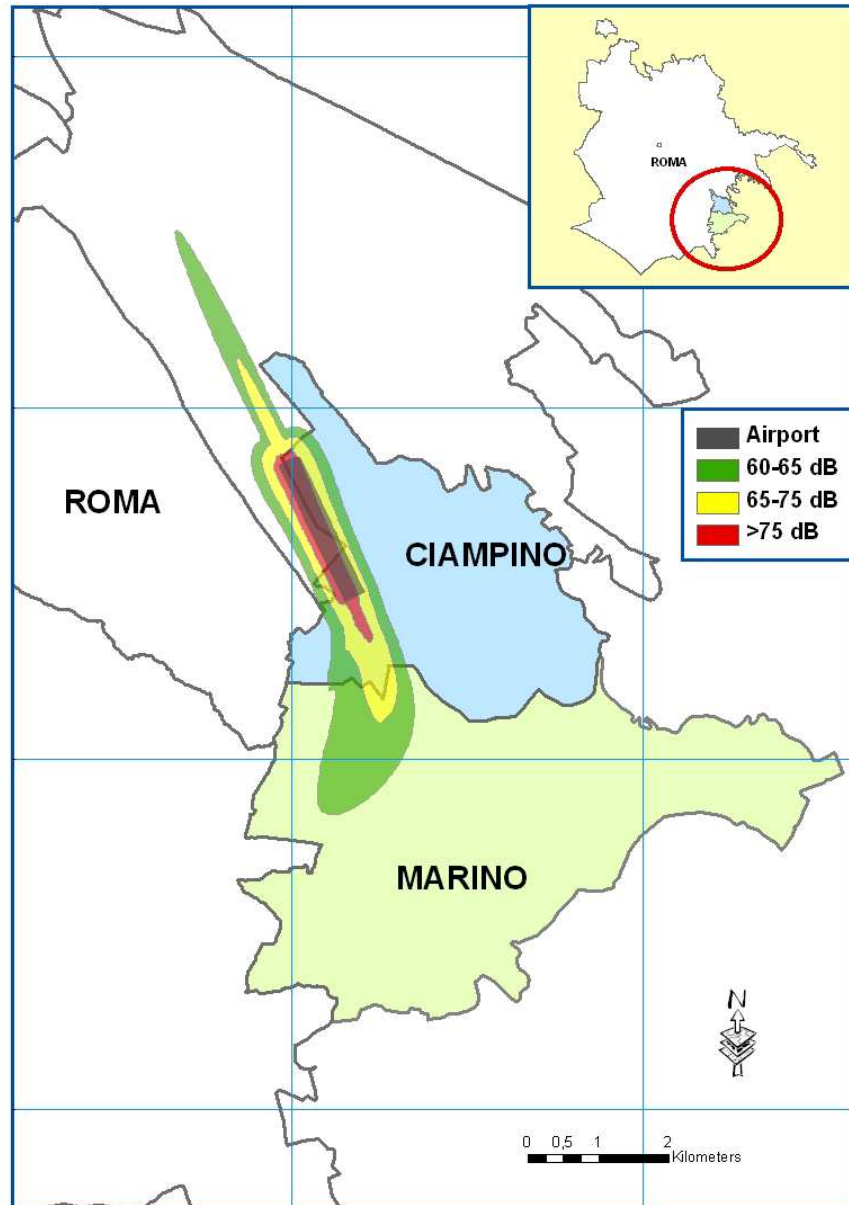 ROMA
Airport
60-65 dB
65-75 dB
>75 dB
ROMA
CIAMPINO
MARINO
N
0 0,5 1 2
Kilometers